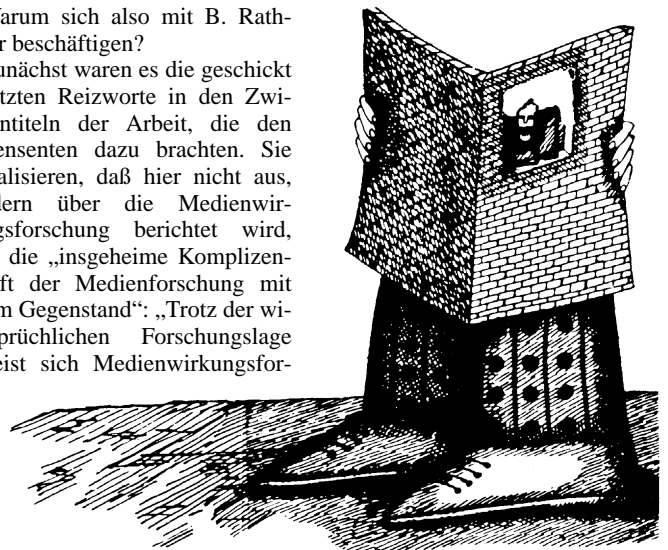 Varum sich also mit B. Rath-
r beschäftigen?
unächst waren es die geschickt
tzten Reizworte in den Zwi-
ntiteln der Arbeit, die den
ensenten dazu brachten. Sie
alisieren, daß hier nicht aus,
dern über die Medienwir-
gsforschung berichtet wird,
die „insgeheime Komplizen-
ft der Medienforschung mit
m Gegenstand“: „Trotz der wi-
prüchlichen Forschungslage
eist sich Medienwirkungsfor-